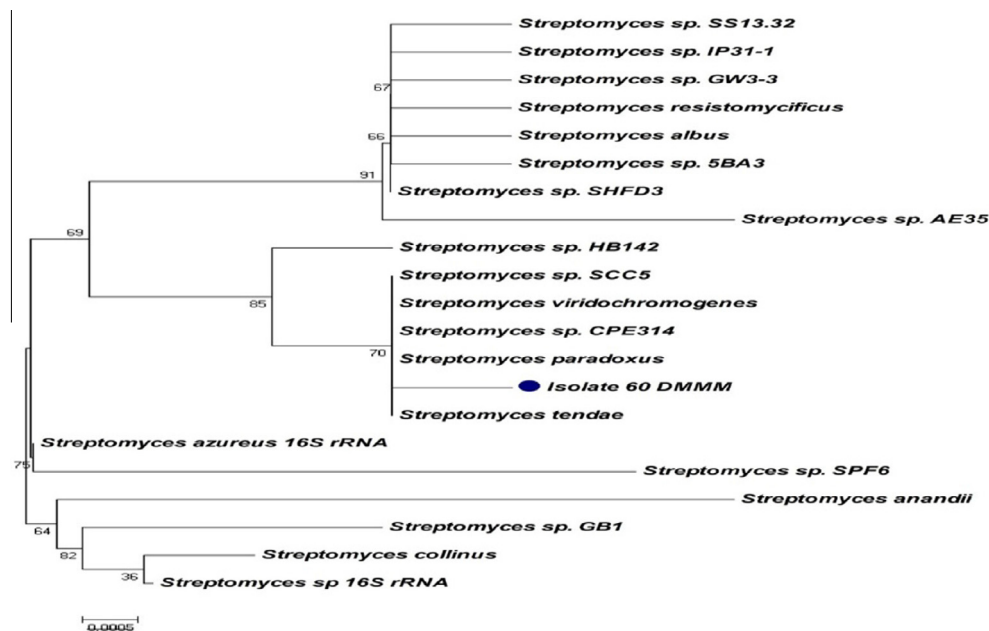 Streptomyces sp. SS13.32
Streptomyces sp. IP31-1
Streptomyces sp. GW3-3
67
Streptomyces resistomycificus
66
Streptomyces albus
Streptomyces sp. 5BA3
91
Streptomyces sp. SHFD3
Streptomyces sp. AE35
69
Streptomyces sp. HB142
Streptomyces sp. SCC5
85
Streptomyces viridochromogenes
Streptomyces sp. CPE314
70
Streptomyces paradoxus
Isolate 60 DMMM
Streptomyces tendae
Streptomyces azureus 16S rRNA
75
Streptomyces sp. SPF6
Streptomyces anandii
64
Streptomyces sp. GB1
82
Streptomyces collinus
36
Streptomyces sp 16S rRNA
0.0005